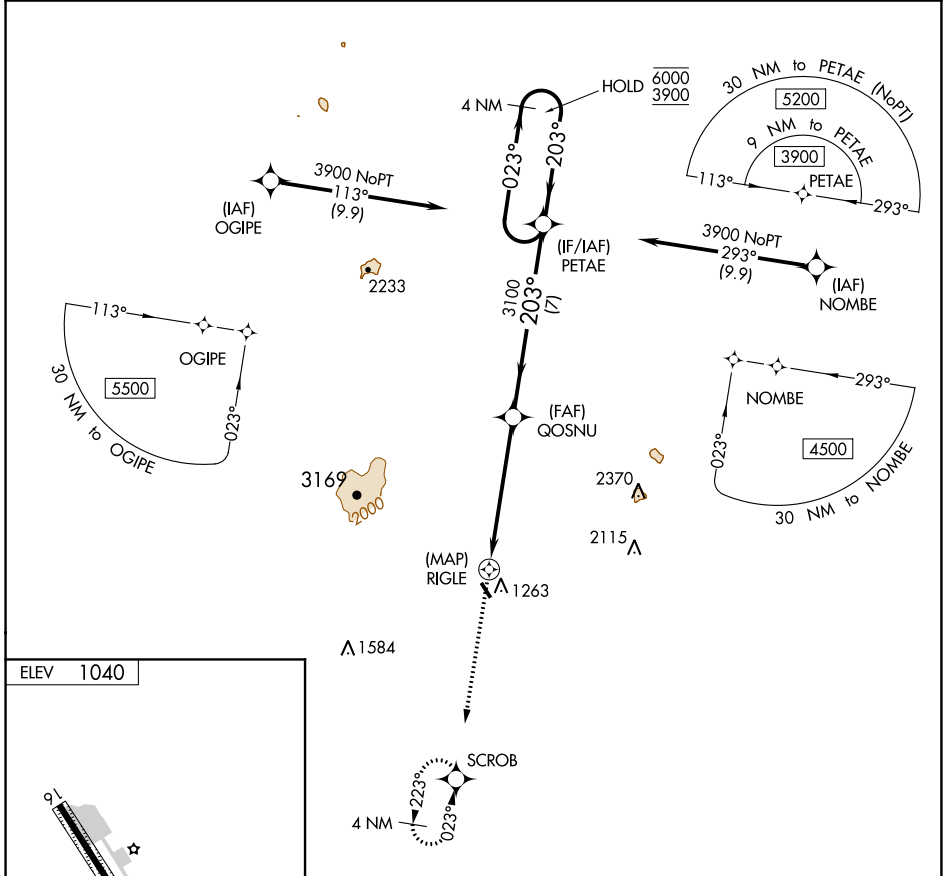 4 NM
HOLD 6000
3900
023°
203°
30 NM to PETAE (NoPT)
5200
9 NM to PETAE
3900
PETAE
113°
293°
3900 NoPT
113°
(9.9)
(IAF)
OGIPE
(IF/IAF)
PETAE
3900 NoPT
293°
(9.9)
(IAF)
NOMBE
2233
3100
203°
(7)
113°
OGIPE
5500
023°
30 NM to OGIPE
293°
NOMBE
4500
023°
30 NM to NOMBE
(FAF)
QOSNU
3169
2000
2370
2115
(MAP)
RIGLE
1263
1584
ELEV 1040
SCROB
223°
023°
4 NM
16